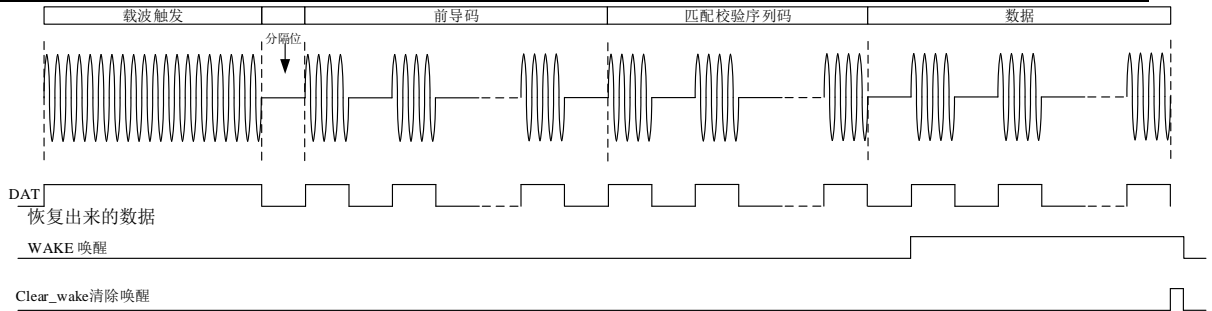 载波触发 前导码 匹配校验序列码 数据
分隔位
DAT
恢复出来的数据
WAKE 唤醒
Clear_wake清除唤醒